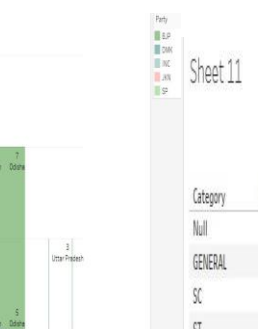 Party
BJP
DMK
INC
JKN
SP
7
Odisha
3
Uttar Pradesh
5
Odisha
Sheet 11
Category
Null
GENERAL
SC
ST